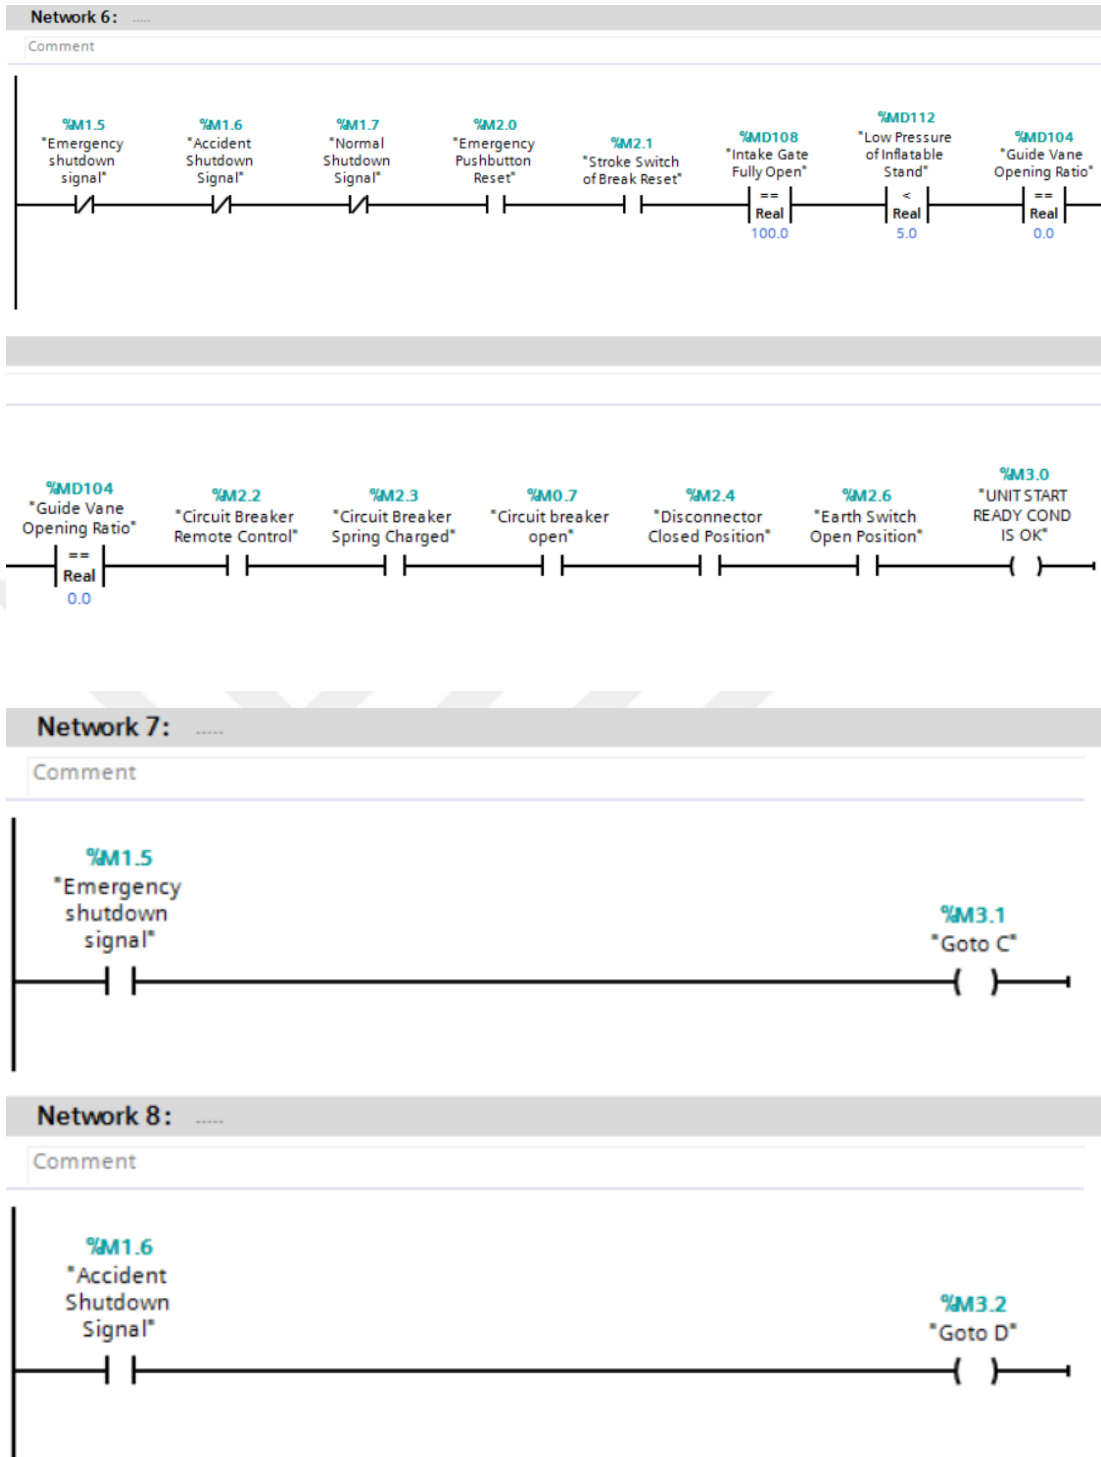 Network 6: .....
Comment
%M1.5
"Emergency
shutdown
signal"
%M1.6
"Accident
Shutdown
Signal"
%M1.7
"Normal
Shutdown
Signal"
%M2.0
"Emergency
Pushbutton
Reset"
%M2.1
"Stroke Switch
of Break Reset"
%MD108
"Intake Gate
Fully Open"
==
Real
100.0
%MD112
"Low Pressure
of Inflatable
Stand"
<
Real
5.0
%MD104
"Guide Vane
Opening Ratio"
==
Real
0.0
%MD104
"Guide Vane
Opening Ratio"
==
Real
0.0
%M2.2
"Circuit Breaker
Remote Control"
%M2.3
"Circuit Breaker
Spring Charged"
%M0.7
"Circuit breaker
open"
%M2.4
"Disconnector
Closed Position"
%M2.6
"Earth Switch
Open Position"
%M3.0
"UNIT START
READY COND
IS OK"
Network 7: .....
Comment
%M1.5
"Emergency
shutdown
signal"
%M3.1
"Goto C"
Network 8: .....
Comment
%M1.6
"Accident
Shutdown
Signal"
%M3.2
"Goto D"